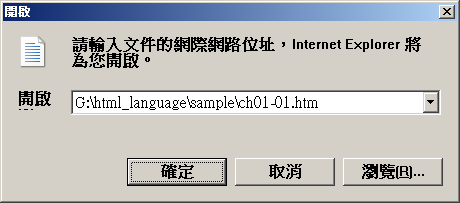 開啟
請輸入文件的網際網路位址，Internet Explorer 將
為您開啟。
開啟
G:\html_language\sample\ch01-01.htm
確定
取消
瀏覽(R)...